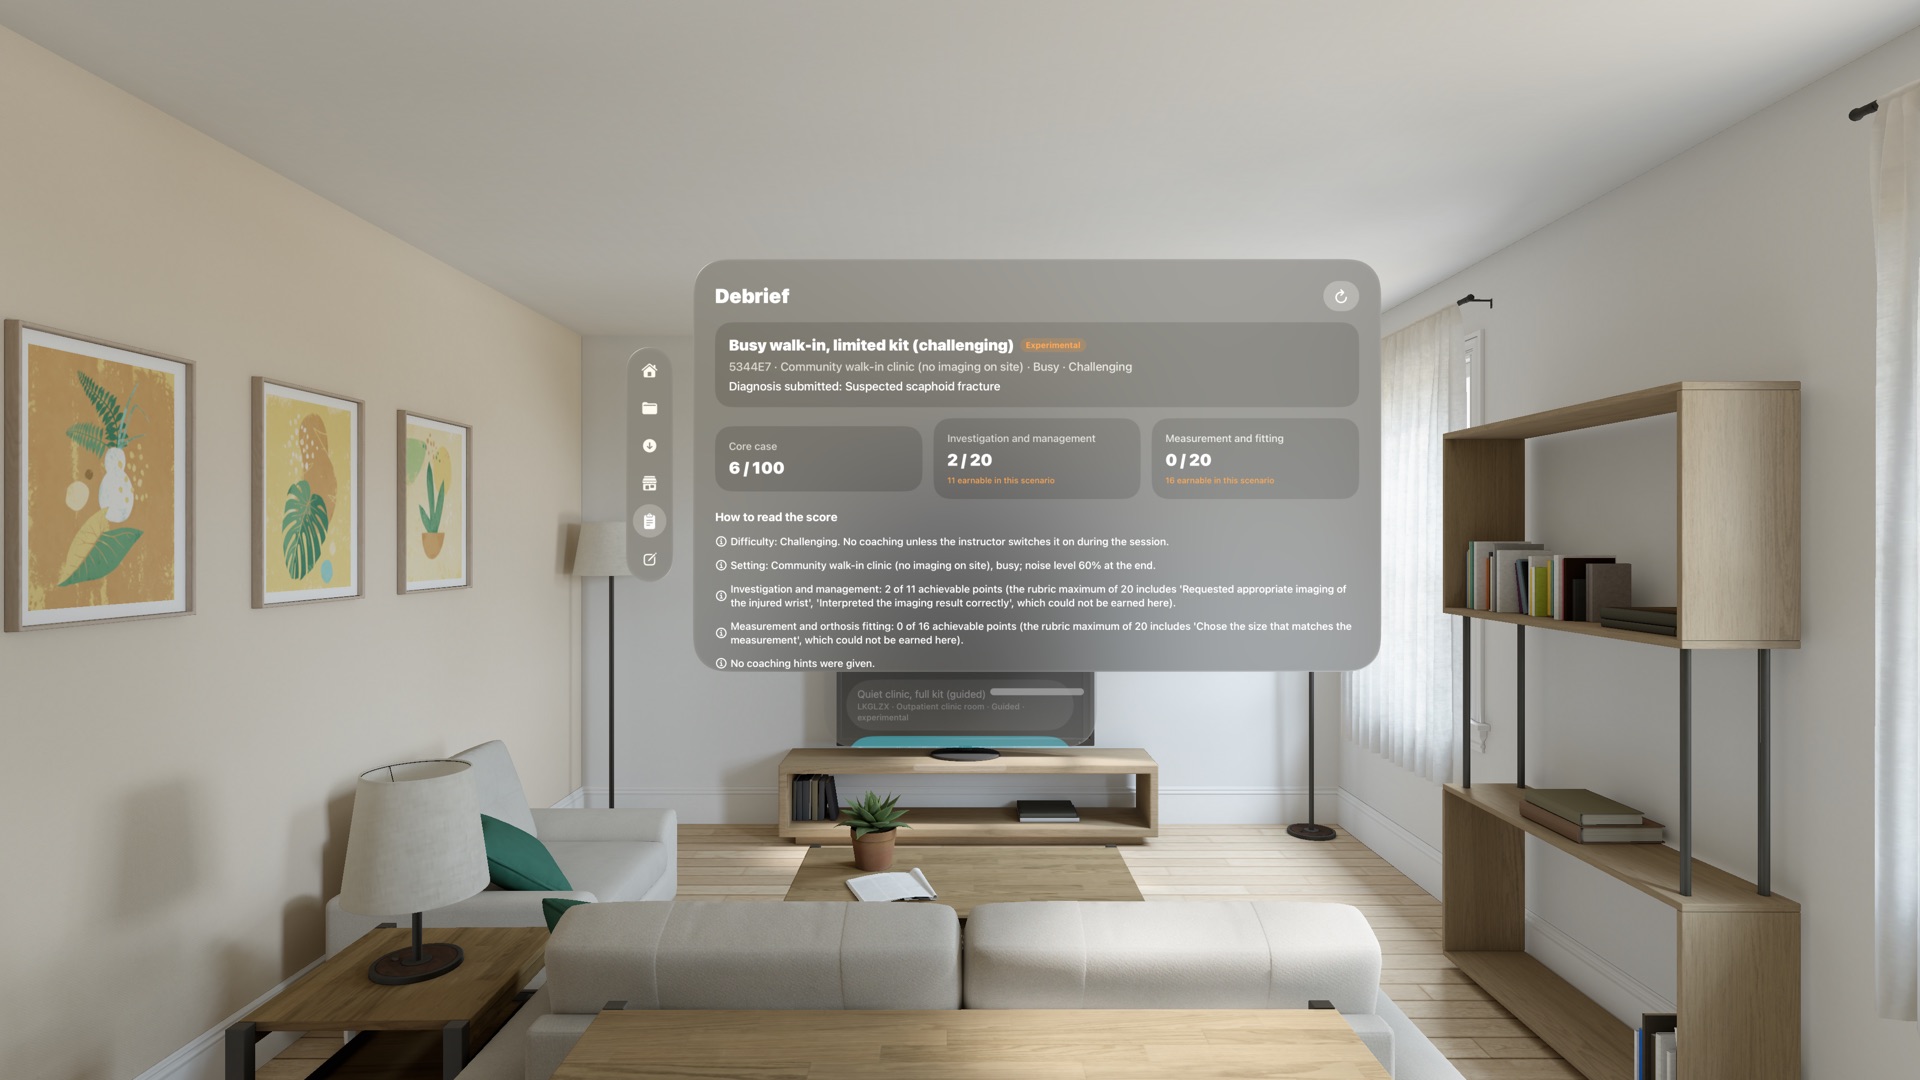 Debrief
Busy walk-in, limited kit (challenging) Experimental
5344E7 · Community walk-in clinic (no imaging on site) · Busy · Challenging
Diagnosis submitted: Suspected scaphoid fracture
Core case
6 / 100
Investigation and management
2 / 20
11 earnable in this scenario
Measurement and fitting
0 / 20
16 earnable in this scenario
How to read the score
Difficulty: Challenging. No coaching unless the instructor switches it on during the session.
Setting: Community walk-in clinic (no imaging on site), busy; noise level 60% at the end.
Investigation and management: 2 of 11 achievable points (the rubric maximum of 20 includes 'Requested appropriate imaging of
the injured wrist', 'Interpreted the imaging result correctly', which could not be earned here).
Measurement and orthosis fitting: 0 of 16 achievable points (the rubric maximum of 20 includes 'Chose the size that matches the
measurement', which could not be earned here).
No coaching hints were given.
Quiet clinic, full kit (guided)
LKGLZX · Outpatient clinic room · Guided ·
experimental